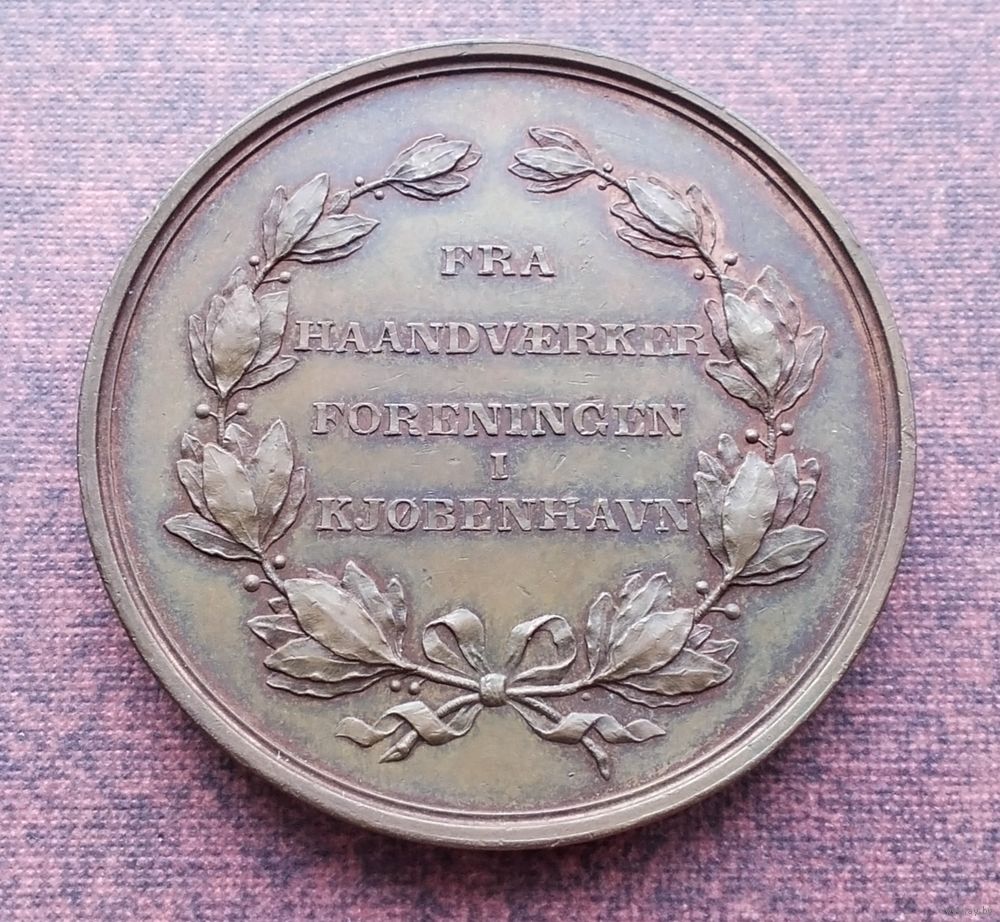 FRA
HAANDVÆRKER
FORENINGEN
I
KJØBENHAVN